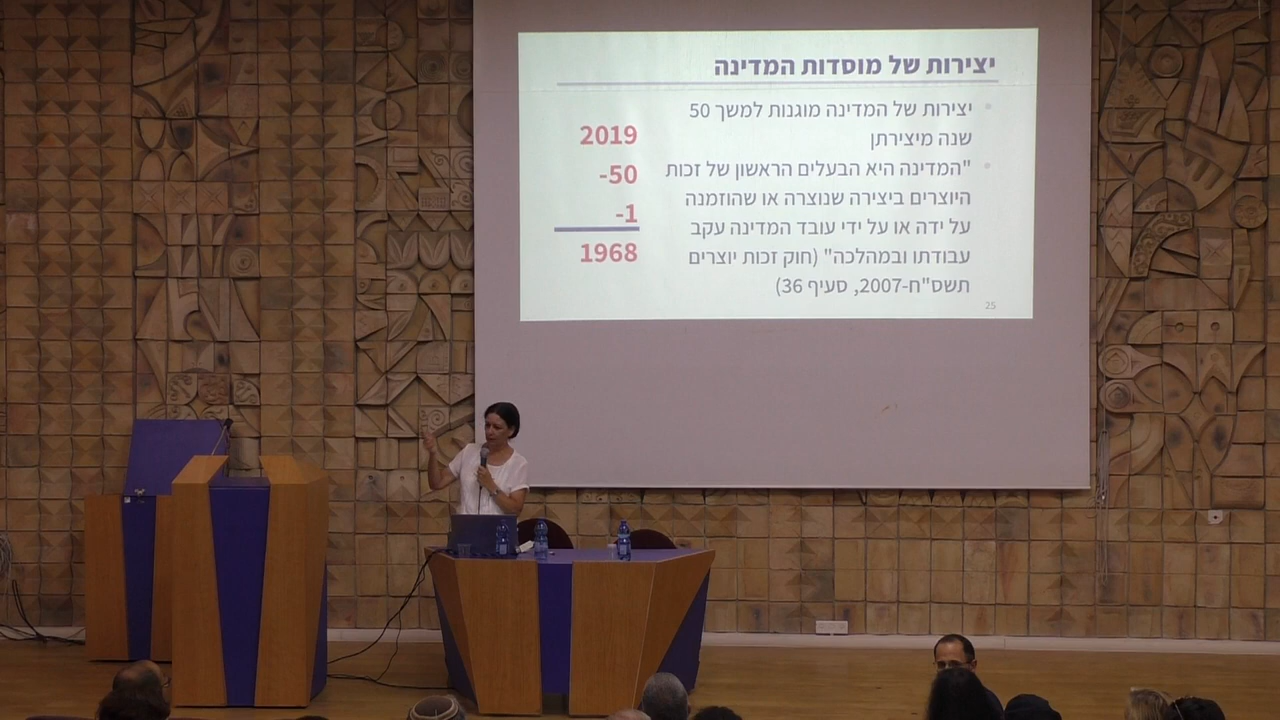 יצירות של מוסדות המדינה
יצירות של המדינה מוגנות למשך 50
שנה מיצירתן
"המדינה היא הבעלים הראשון של זכות
היוצרים ביצירה שנוצרה או שהוזמנה
על ידה או על ידי עובד המדינה עקב
עבודתו ובמהלכה" (חוק זכות יוצרים
תשס"ח-2007, סעיף 36)
2019
-50
-1
1968
25